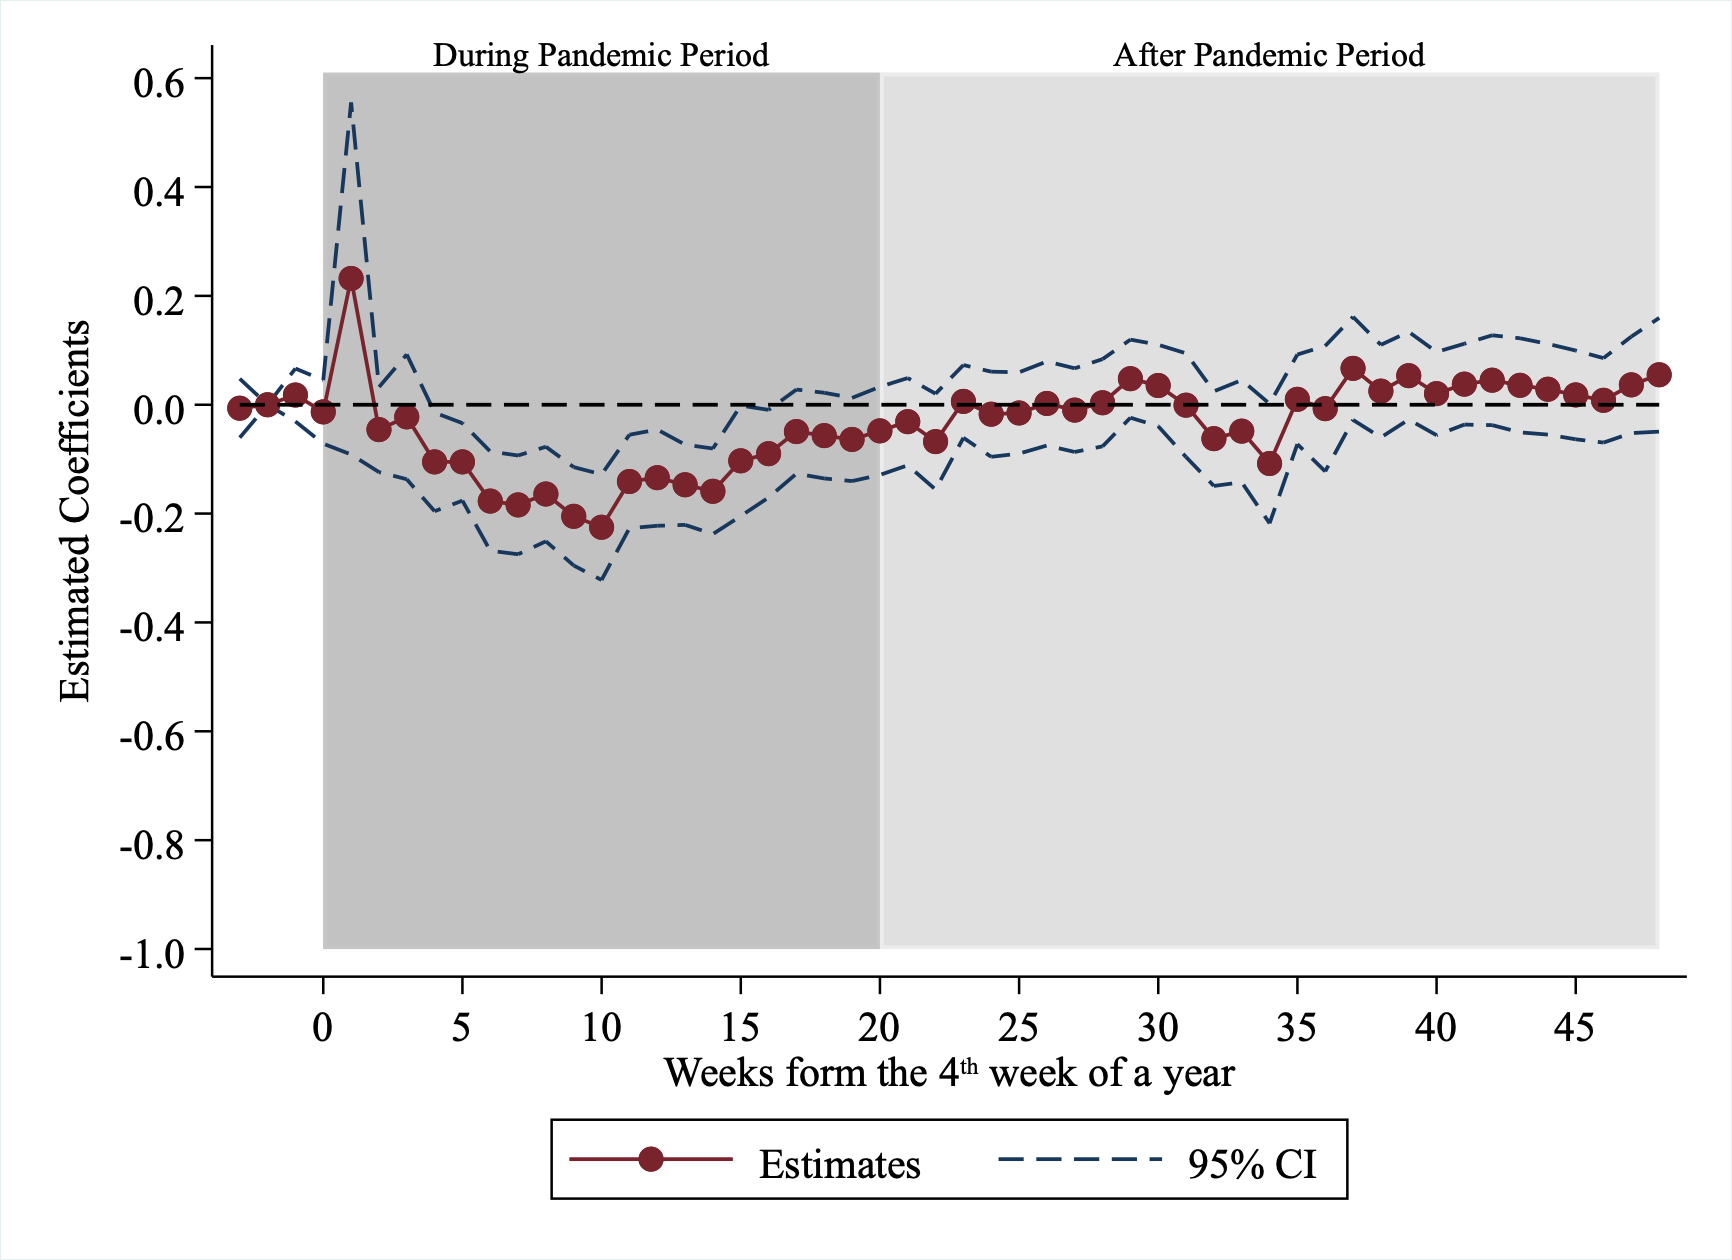 During Pandemic Period
After Pandemic Period
0.6
0.4
0.2
0.0
-0.2
-0.4
-0.6
-0.8
-1.0
Estimated Coefficients
0 5 10 15 20 25 30 35 40 45
Weeks form the 4th week of a year
Estimates
95% CI